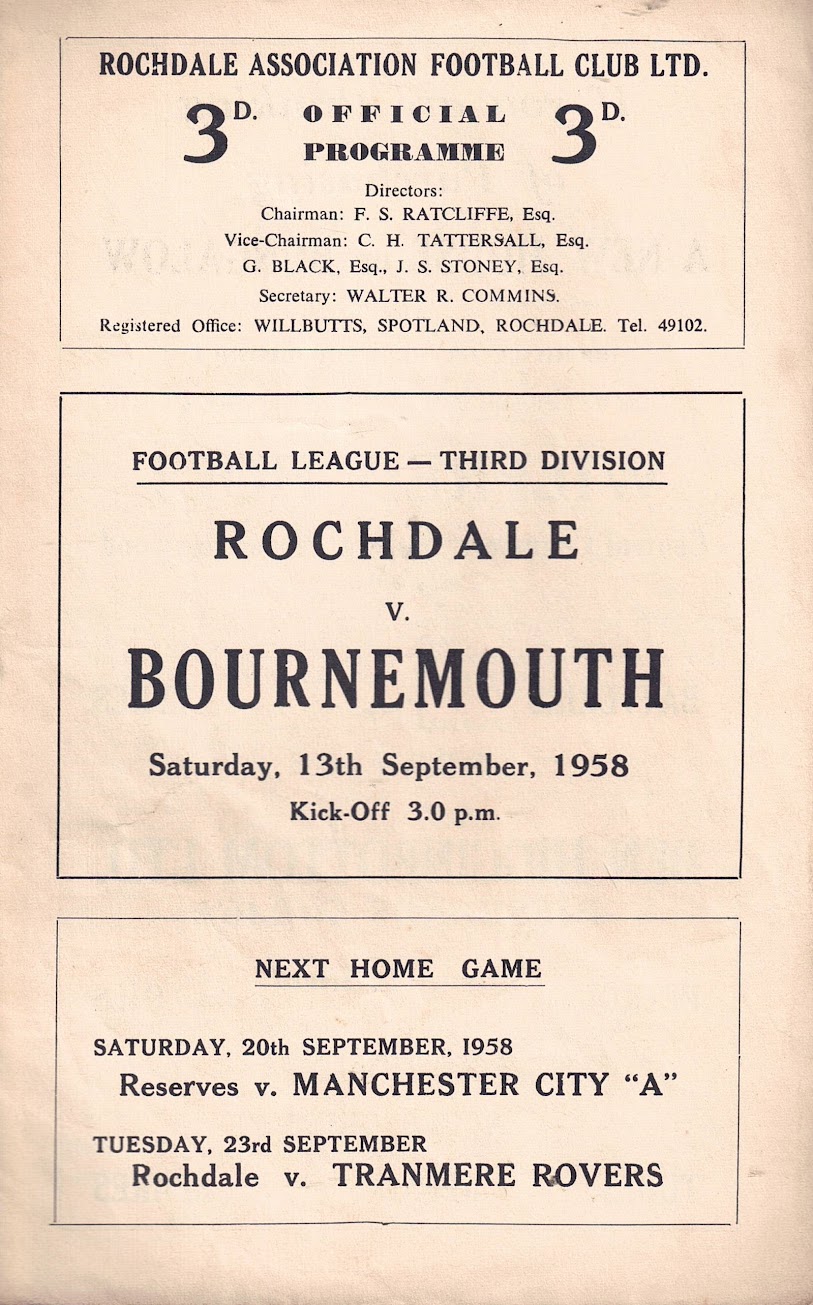 ROCHDALE ASSOCIATION FOOTBALL CLUB LTD.
3D. OFFICIAL 3D.
PROGRAMME
Directors:
Chairman: F. S. RATCLIFFE, Esq.
Vice-Chairman: C. H. TATTERSALL, Esq.
G. BLACK, Esq., J. S. STONEY, Esq.
Secretary: WALTER R. COMMINS.
Registered Office: WILLBUTTS, SPOTLAND, ROCHDALE. Tel. 49102.
FOOTBALL LEAGUE — THIRD DIVISION
ROCHDALE
V.
BOURNEMOUTH
Saturday, 13th September, 1958
Kick-Off 3.0 p.m.
NEXT HOME GAME
SATURDAY, 20th SEPTEMBER, 1958
Reserves v. MANCHESTER CITY “A”
TUESDAY, 23rd SEPTEMBER
Rochdale v. TRANMERE ROVERS